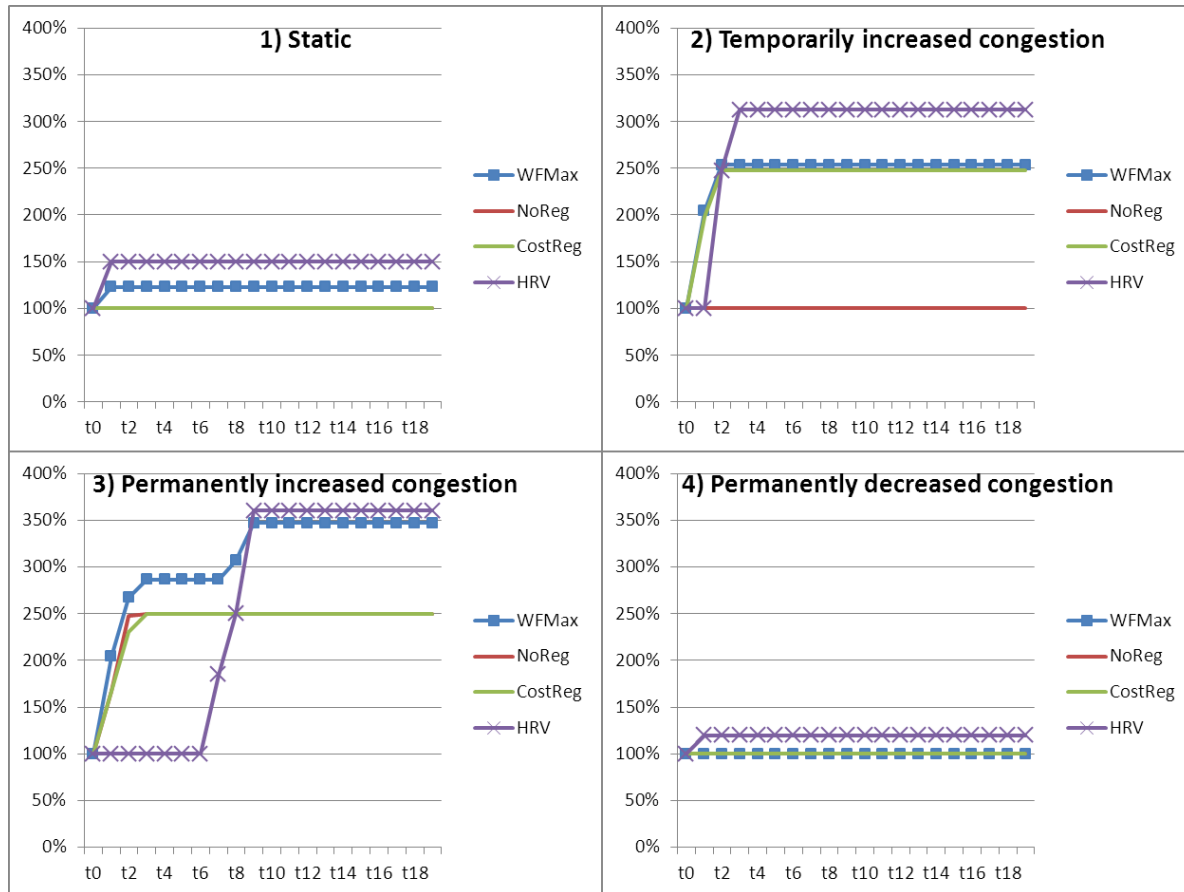 1) Static
400%
350%
300%
250%
200%
150%
100%
50%
0%
t0 t2 t4 t6 t8 t10 t12 t14 t16 t18
WFMax
NoReg
CostReg
HRV
2) Temporarily increased congestion
400%
350%
300%
250%
200%
150%
100%
50%
0%
t0 t2 t4 t6 t8 t10 t12 t14 t16 t18
WFMax
NoReg
CostReg
HRV
3) Permanently increased congestion
400%
350%
300%
250%
200%
150%
100%
50%
0%
t0 t2 t4 t6 t8 t10 t12 t14 t16 t18
WFMax
NoReg
CostReg
HRV
4) Permanently decreased congestion
400%
350%
300%
250%
200%
150%
100%
50%
0%
t0 t2 t4 t6 t8 t10 t12 t14 t16 t18
WFMax
NoReg
CostReg
HRV